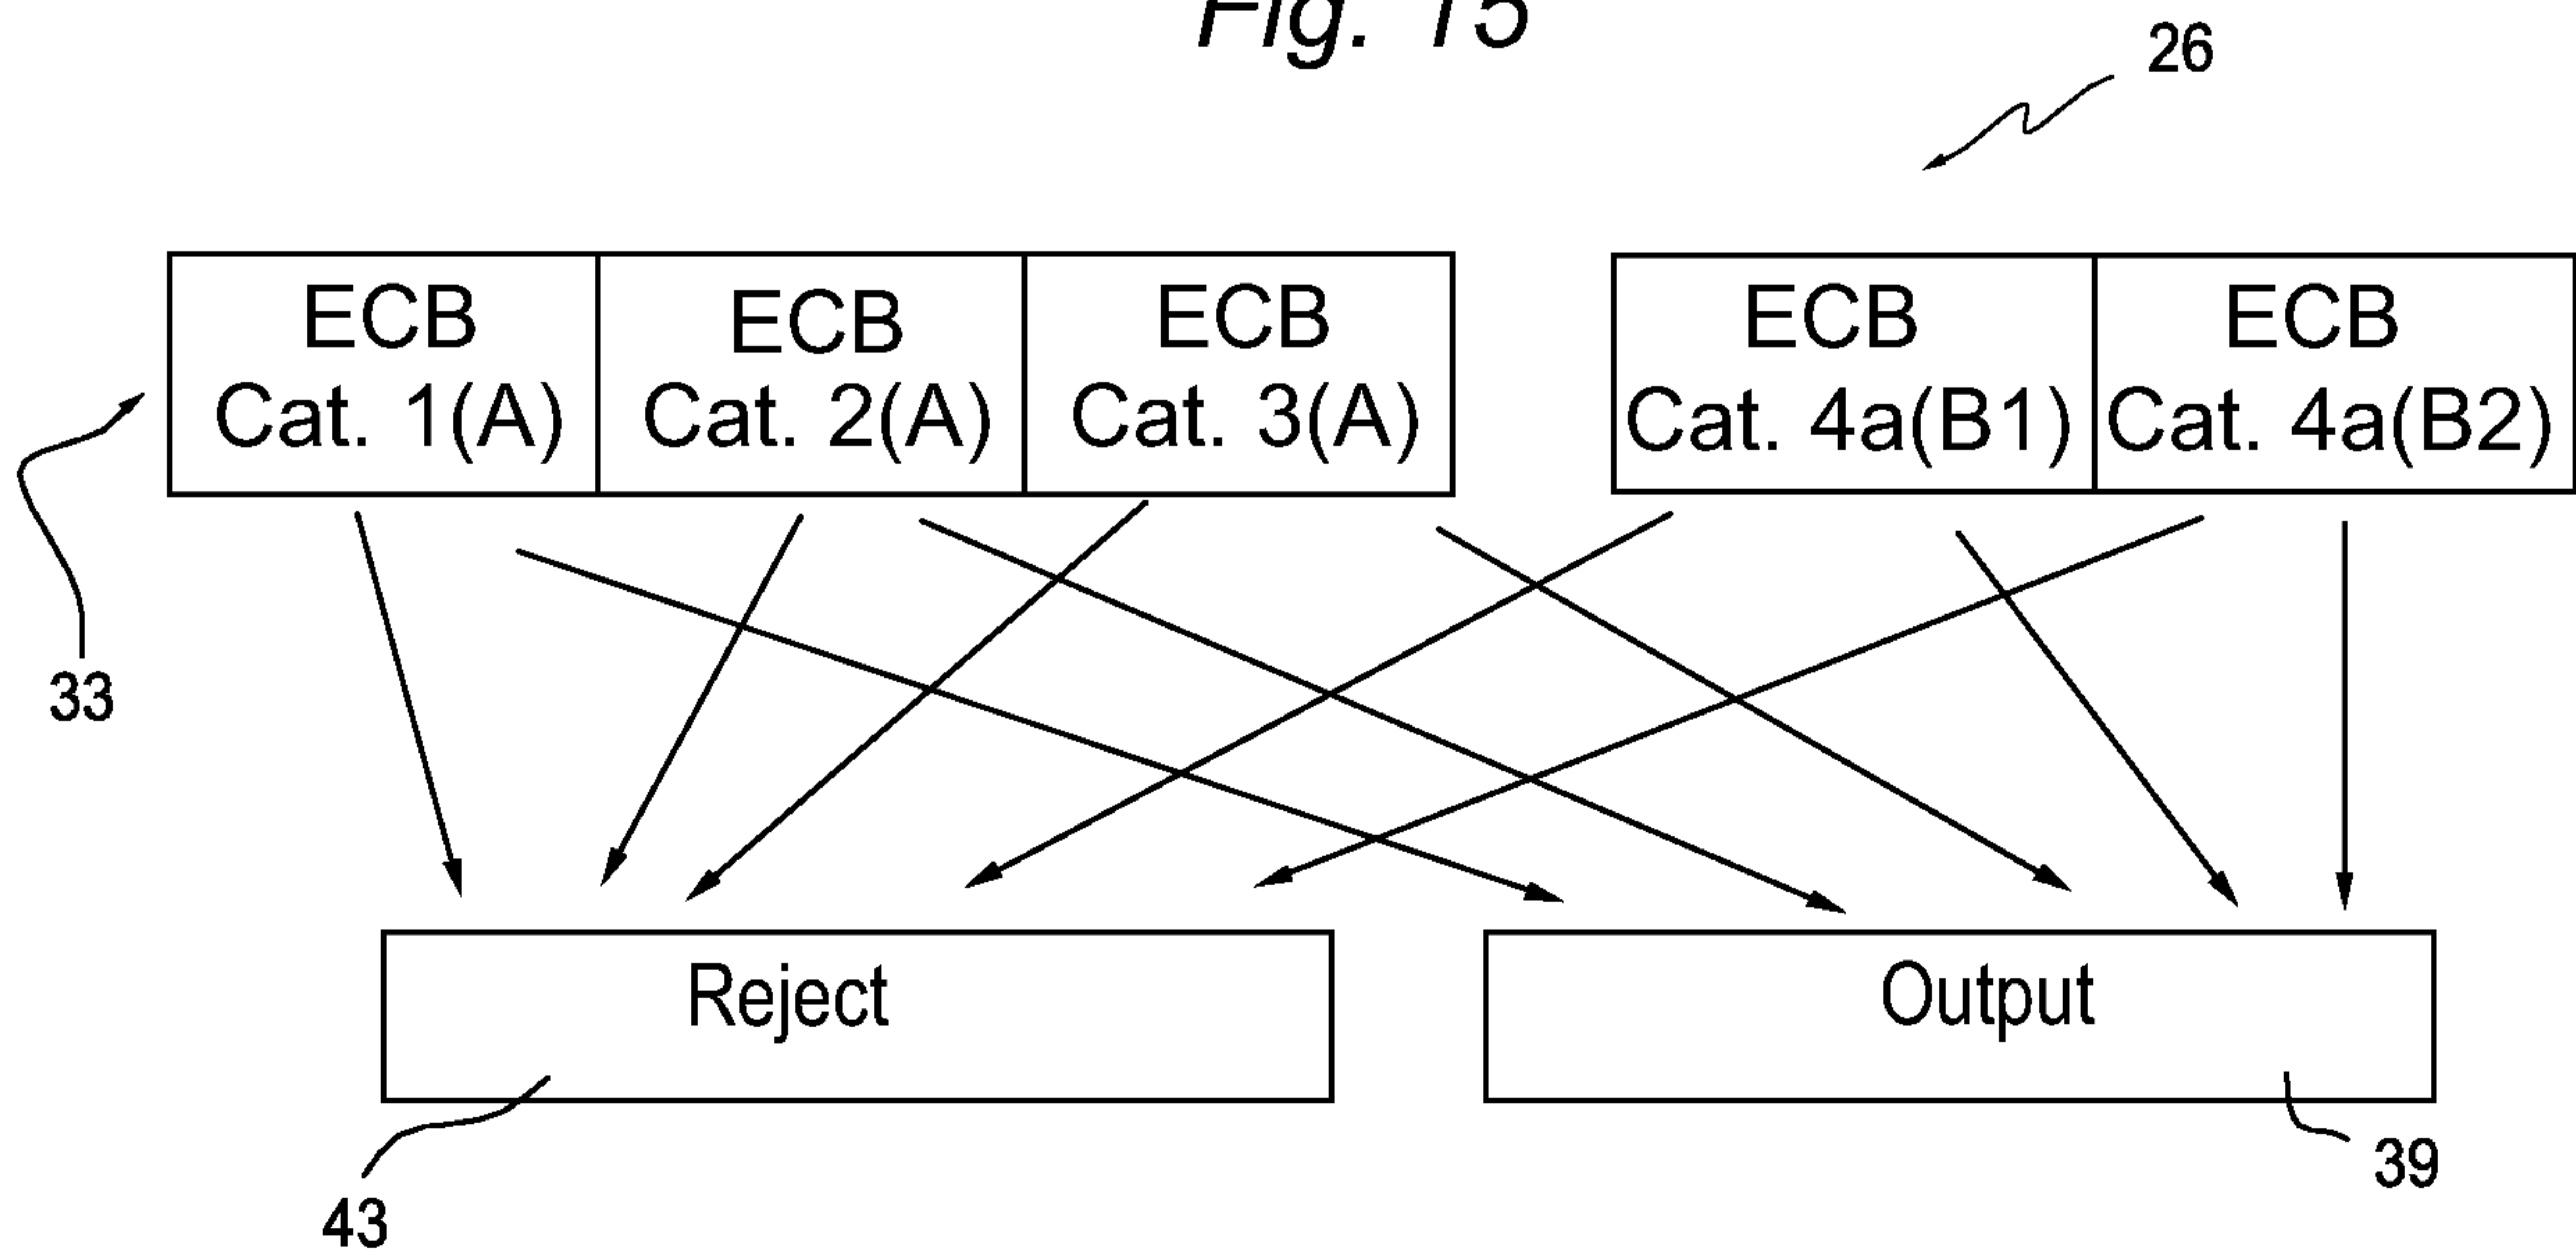 Fig. 15
26
ECB
Cat. 1(A)
ECB
Cat. 2(A)
ECB
Cat. 3(A)
ECB
Cat. 4a(B1)
ECB
Cat. 4a(B2)
33
Reject
Output
43
39